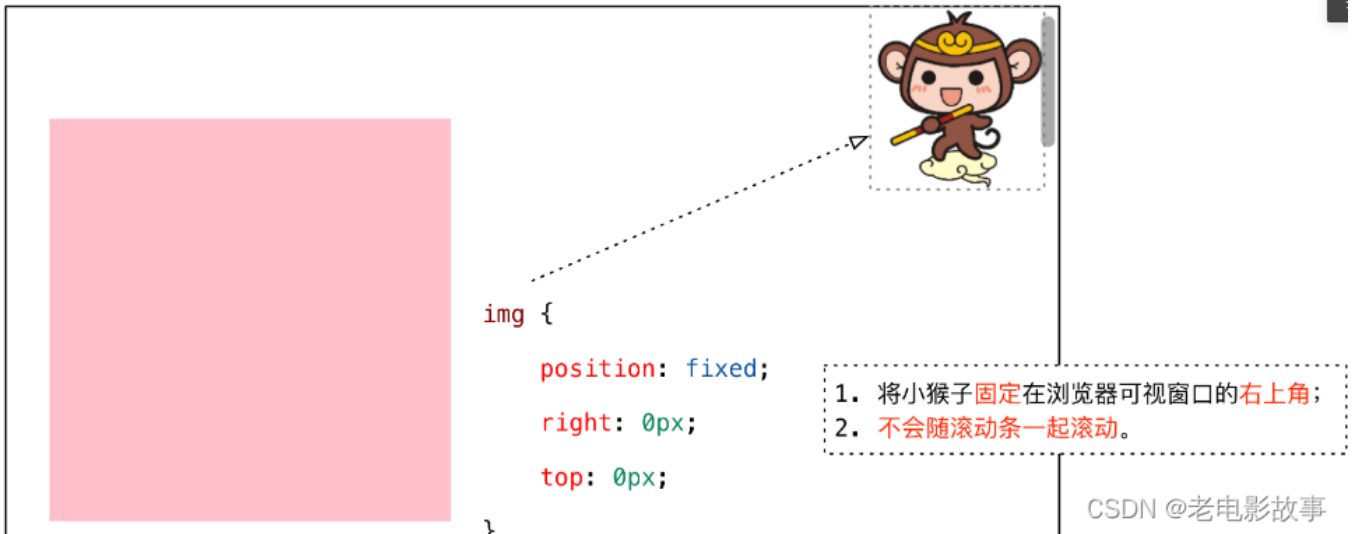 img {
position: fixed;
right: 0px;
top: 0px;
}
1. 将小猴子固定在浏览器可视窗口的右上角;
2. 不会随滚动条一起滚动。
CSDN @老电影故事